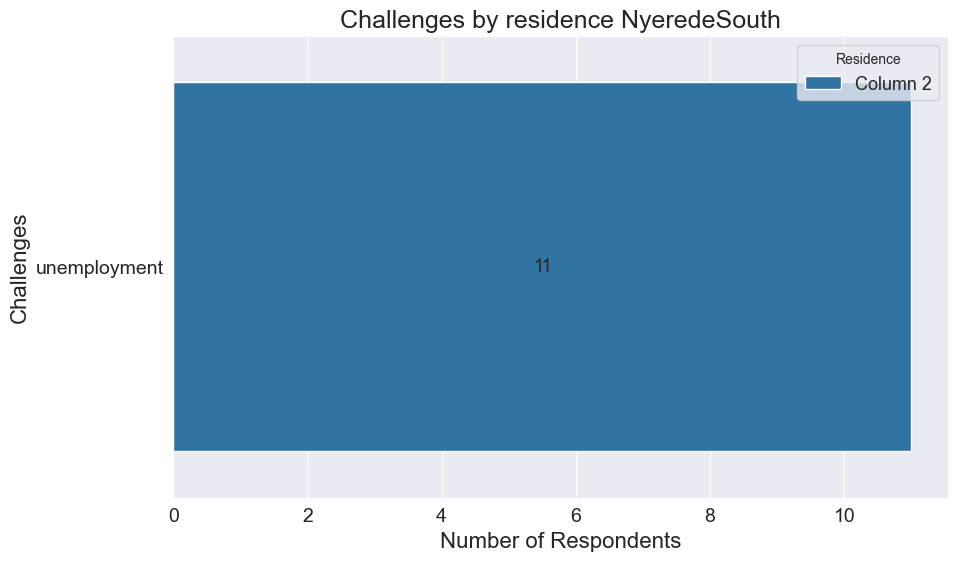 Challenges by residence NyeredeSouth
Residence
Column 2
Challenges
unemployment
11
0 2 4 6 8 10
Number of Respondents